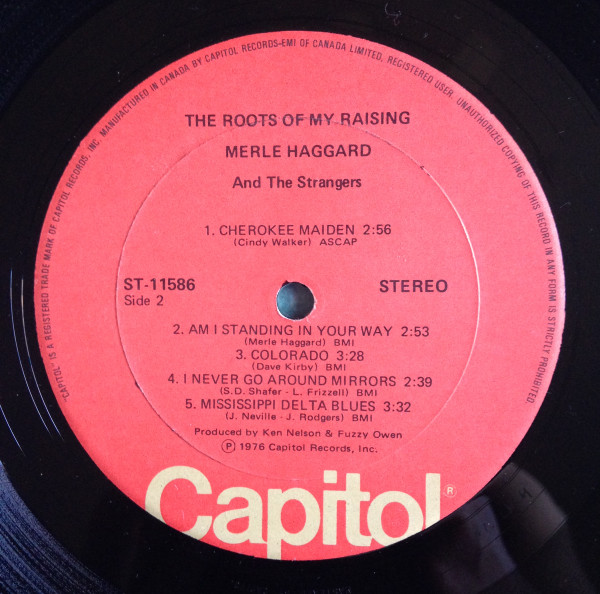 "CAPITOL" IS A REGISTERED TRADE MARK OF CAPITOL RECORDS, INC. MANUFACTURED IN CANADA BY CAPITOL RECORDS-EMI OF CANADA LIMITED, REGISTERED USER. UNAUTHORIZED COPYING OF THIS RECORD IN ANY FORM IS STRICTLY PROHIBITED.
THE ROOTS OF MY RAISING
MERLE HAGGARD
And The Strangers
1. CHEROKEE MAIDEN 2:56
(Cindy Walker) ASCAP
ST-11586 STEREO
Side 2
2. AM I STANDING IN YOUR WAY 2:53
(Merle Haggard) BMI
3. COLORADO 3:28
(Dave Kirby) BMI
4. I NEVER GO AROUND MIRRORS 2:39
(S.D. Shafer - L. Frizzell) BMI
5. MISSISSIPPI DELTA BLUES 3:32
(J. Neville - J. Rodgers) BMI
Produced by Ken Nelson & Fuzzy Owen
Ⓟ 1976 Capitol Records, Inc.
Capitol®